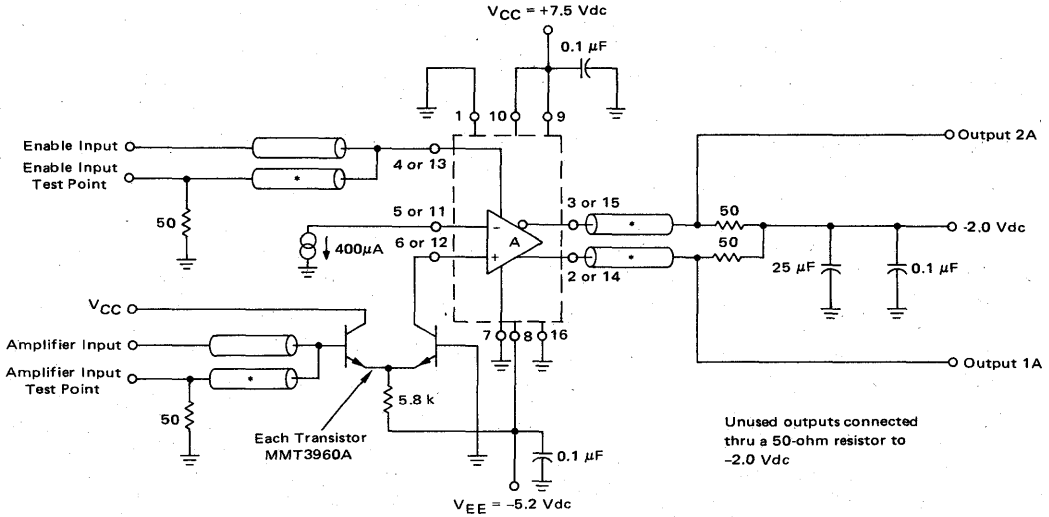 VCC = +7.5 Vdc
0.1 μF
1
10
9
Enable Input
Enable Input
Test Point
*
4 or 13
50
5 or 11
400μA
6 or 12
−
+
A
3 or 15
*
2 or 14
*
50
50
Output 2A
-2.0 Vdc
25 μF
0.1 μF
Output 1A
VCC
Amplifier Input
Amplifier Input
Test Point
*
50
7
8
16
5.8 k
Each Transistor
MMT3960A
0.1 μF
VEE = -5.2 Vdc
Unused outputs connected
thru a 50-ohm resistor to
-2.0 Vdc